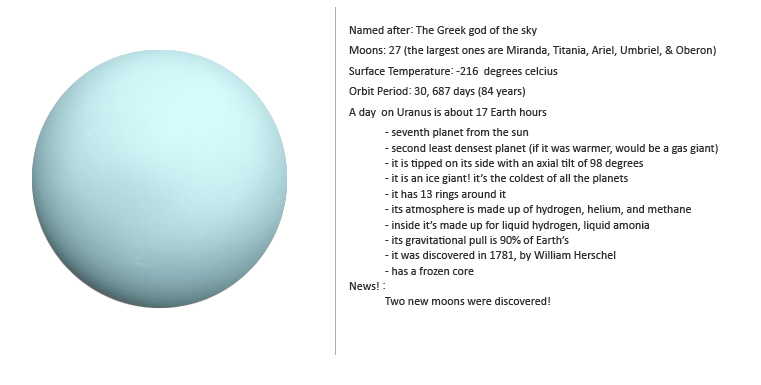 Named after: The Greek god of the sky
Moons: 27 (the largest ones are Miranda, Titania, Ariel, Umbriel, & Oberon)
Surface Temperature: -216 degrees celcius
Orbit Period: 30, 687 days (84 years)
A day on Uranus is about 17 Earth hours
- seventh planet from the sun
- second least densest planet (if it was warmer, would be a gas giant)
- it is tipped on its side with an axial tilt of 98 degrees
- it is an ice giant! it's the coldest of all the planets
- it has 13 rings around it
- its atmosphere is made up of hydrogen, helium, and methane
- inside it's made up for liquid hydrogen, liquid amonia
- its gravitational pull is 90% of Earth's
- it was discovered in 1781, by William Herschel
- has a frozen core
News! :
Two new moons were discovered!